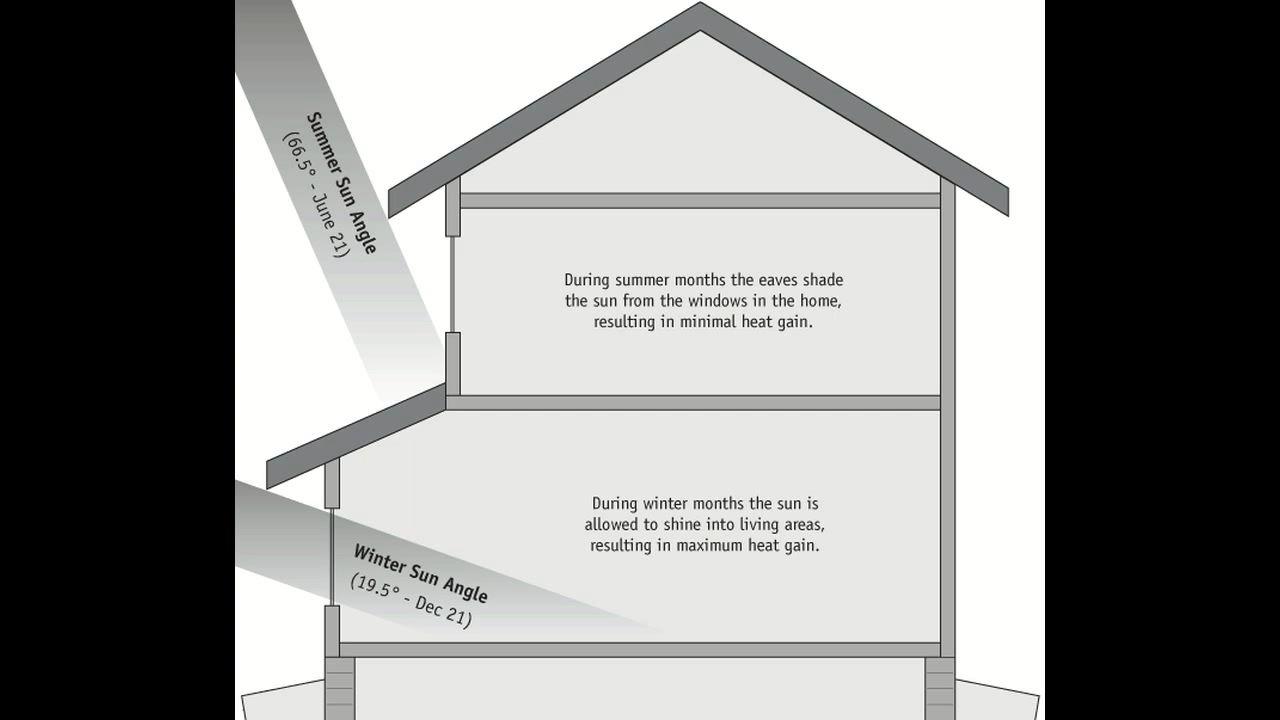 Summer Sun Angle
(66.5° - June 21)
During summer months the eaves shade
the sun from the windows in the home,
resulting in minimal heat gain.
During winter months the sun is
allowed to shine into living areas,
resulting in maximum heat gain.
Winter Sun Angle
(19.5° - Dec 21)